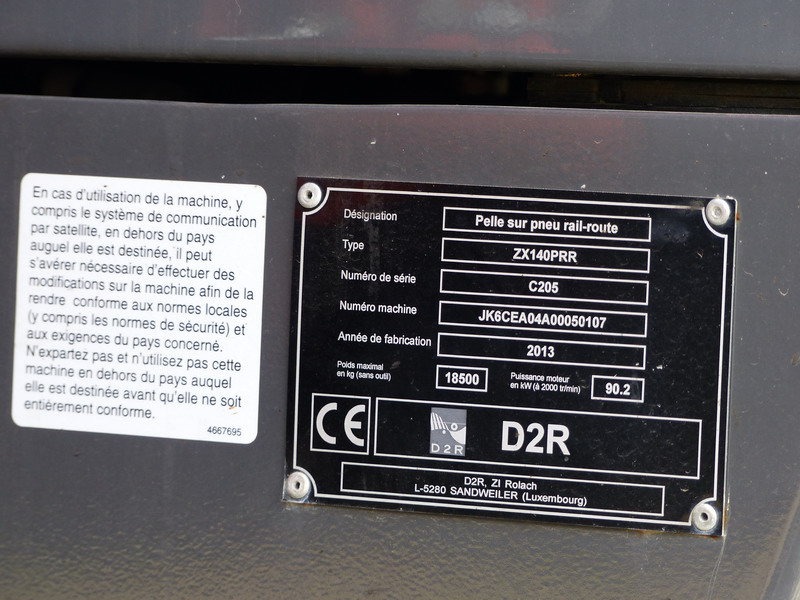 En cas d'utilisation de la machine, y
compris le système de communication
par satellite, en dehors du pays
auguel elle est destinée, il peut
s'avérer nécessaire d'effectuer des
modifications sur la machine afin de la
rendre conforme aux normes locales
(y compris les normes de sécurité) et
aux exigences du pays concerné.
N'expartez pas et n'utilisez pas cette
machine en dehors du pays auquel
elle est destinée avant qu'elle ne soit
entièrement conforme.
4667695
Désignation Pelle sur pneu rail-route
Type ZX140PRR
Numéro de série C205
Numéro machine JK6CEA04A00050107
Année de fabrication 2013
Poids maximal
en kg (sans outil) 18500
Puissance moteur
en kW (à 2000 tr/min) 90.2
CE
D2R
D2R
D2R, ZI Rolach
L-5280 SANDWEILER (Luxembourg)